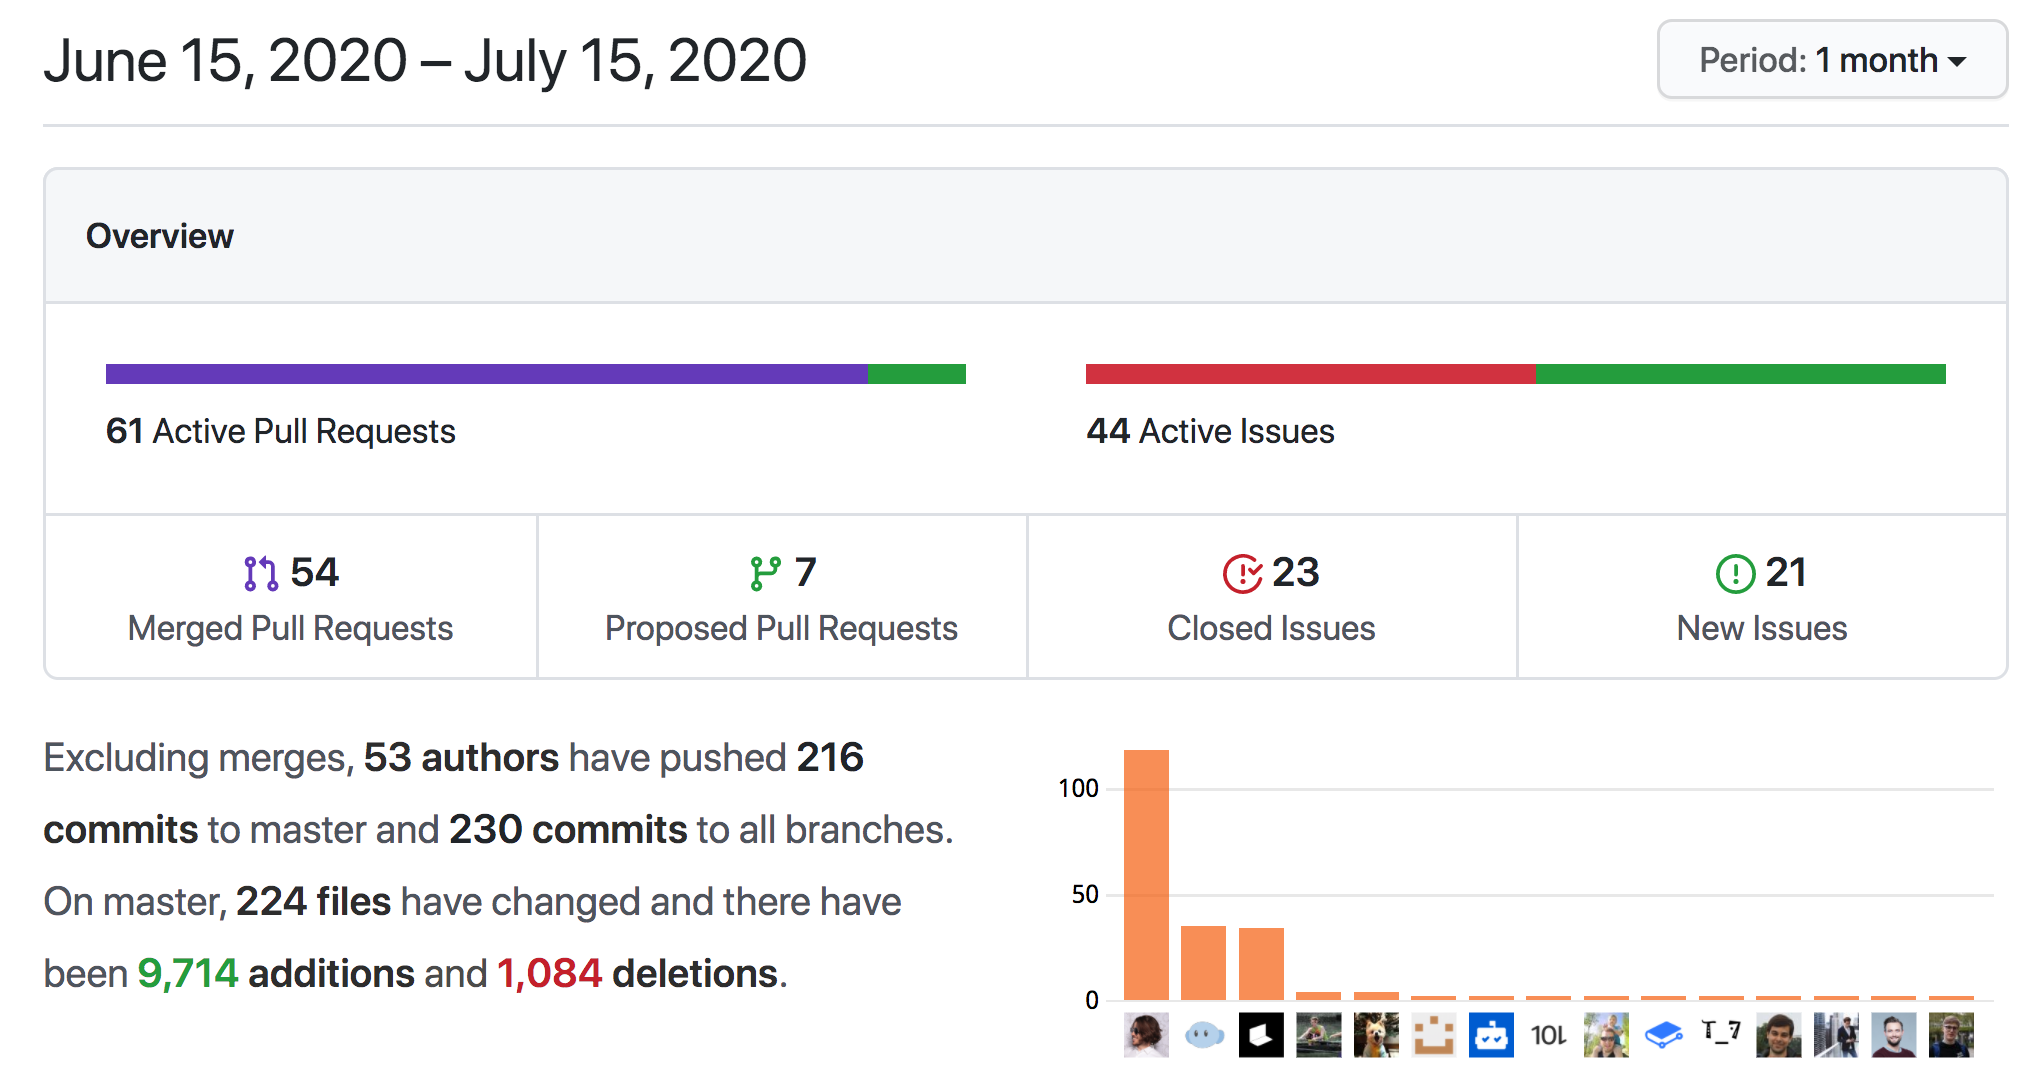 June 15, 2020 – July 15, 2020
Period: 1 month
Overview
61 Active Pull Requests
44 Active Issues
54
Merged Pull Requests
7
Proposed Pull Requests
23
Closed Issues
21
New Issues
Excluding merges, 53 authors have pushed 216
commits to master and 230 commits to all branches.
On master, 224 files have changed and there have
been 9,714 additions and 1,084 deletions.
100
50
0
T_7